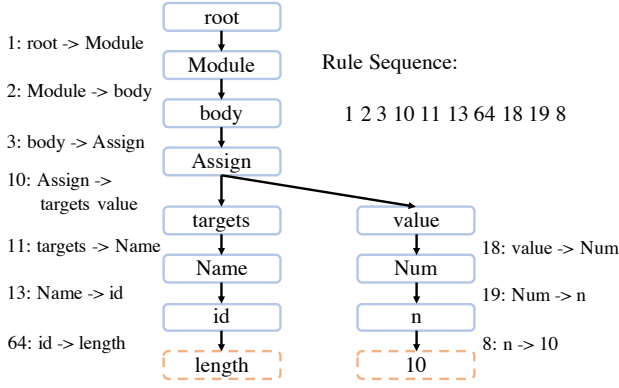 root
1: root -> Module
Module
Rule Sequence:
2: Module -> body
body
1 2 3 10 11 13 64 18 19 8
3: body -> Assign
Assign
10: Assign ->
targets value
targets
value
11: targets -> Name
18: value -> Num
Name
Num
13: Name -> id
19: Num -> n
id
n
64: id -> length
8: n -> 10
length
10